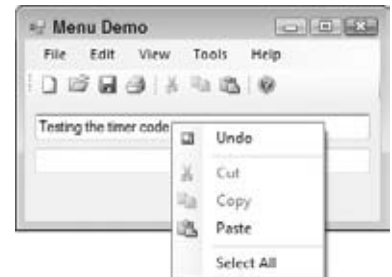 Menu Demo
File Edit View Tools Help
Testing the timer code
Undo
Cut
Copy
Paste
Select All